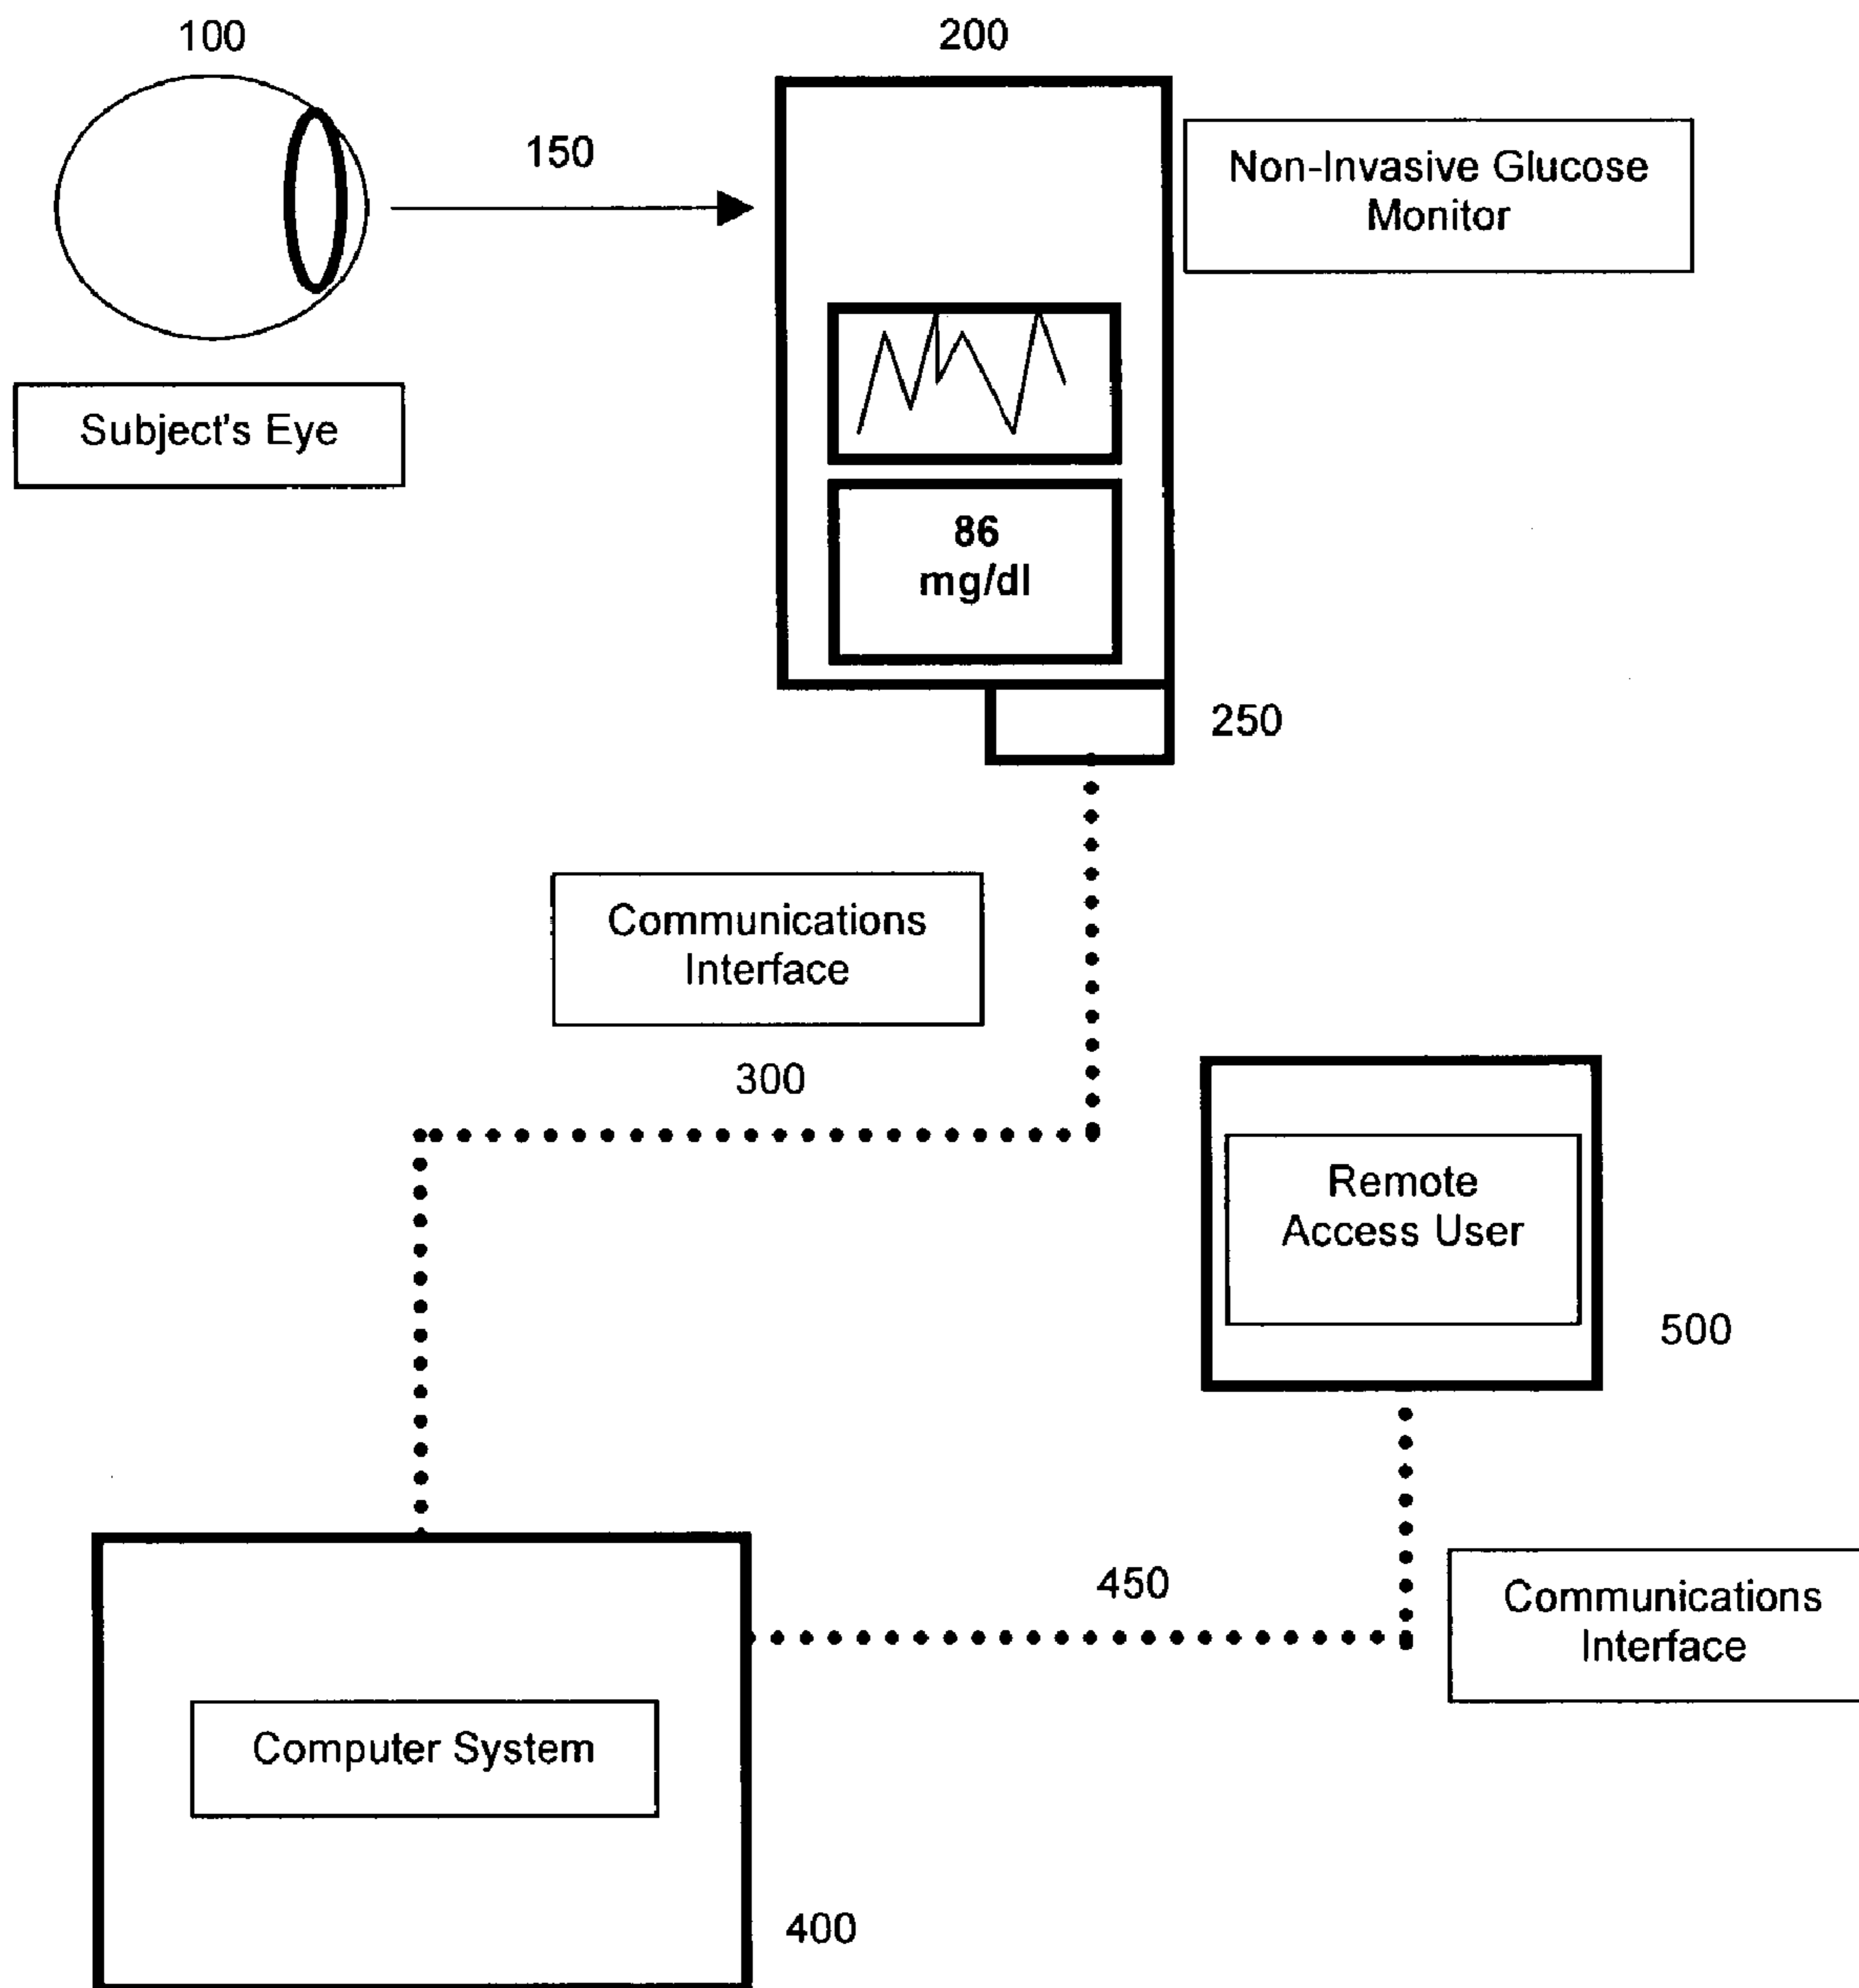 100
200
150
Non-Invasive Glucose
Monitor
Subject's Eye
86
mg/dl
250
Communications
Interface
300
Remote
Access User
500
450
Communications
Interface
Computer System
400